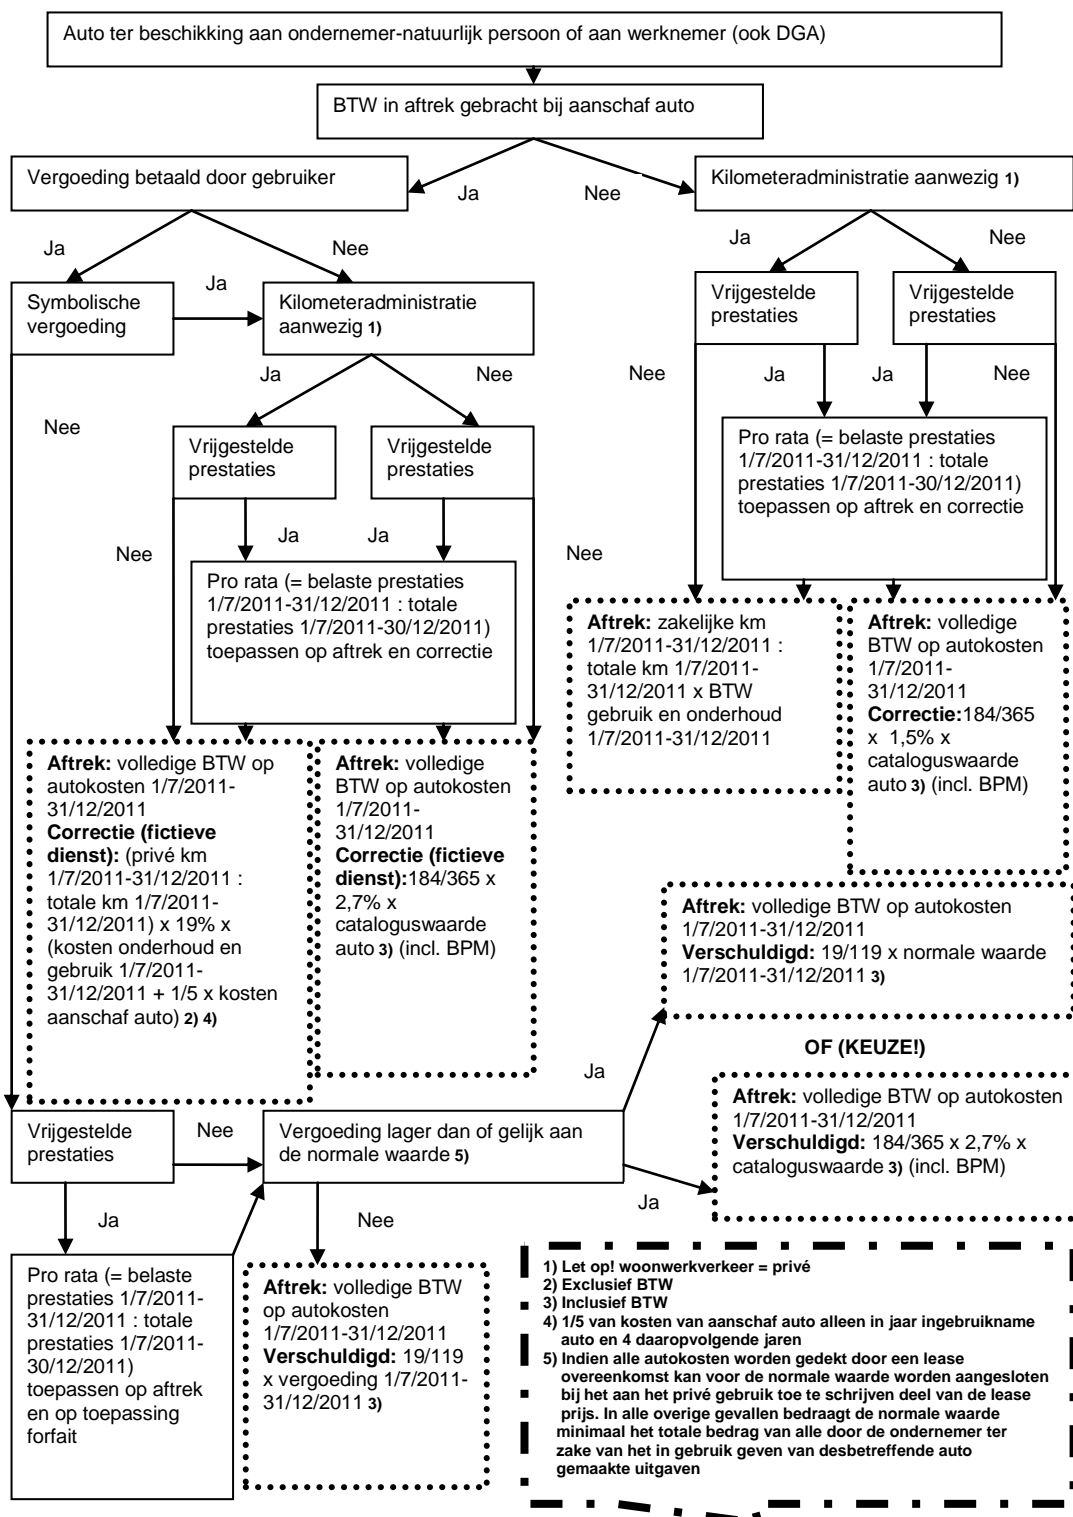 Auto ter beschikking aan ondernemer-natuurlijk persoon of aan werknemer (ook DGA)
BTW in aftrek gebracht bij aanschaf auto
Vergoeding betaald door gebruiker
Ja
Nee
Kilometeradministratie aanwezig 1)
Ja
Nee
Ja
Nee
Symbolische
vergoeding
Ja
Kilometeradministratie
aanwezig 1)
Vrijgestelde
prestaties
Vrijgestelde
prestaties
Ja
Nee
Nee
Ja
Ja
Nee
Nee
Vrijgestelde
prestaties
Vrijgestelde
prestaties
Pro rata (= belaste prestaties
1/7/2011-31/12/2011 : totale
prestaties 1/7/2011-30/12/2011)
toepassen op aftrek en correctie
Nee
Ja
Ja
Nee
Nee
Pro rata (= belaste prestaties
1/7/2011-31/12/2011 : totale
prestaties 1/7/2011-30/12/2011)
toepassen op aftrek en correctie
Aftrek: zakelijke km
1/7/2011-31/12/2011 :
totale km 1/7/2011-
31/12/2011 x BTW
gebruik en onderhoud
1/7/2011-31/12/2011
Aftrek: volledige
BTW op autokosten
1/7/2011-
31/12/2011
Correctie:184/365
x 1,5% x
cataloguswaarde
auto 3) (incl. BPM)
Aftrek: volledige BTW op
autokosten 1/7/2011-
31/12/2011
Correctie (fictieve
dienst): (privé km
1/7/2011-31/12/2011 :
totale km 1/7/2011-
31/12/2011) x 19% x
(kosten onderhoud en
gebruik 1/7/2011-
31/12/2011 + 1/5 x kosten
aanschaf auto) 2) 4)
Aftrek: volledige
BTW op autokosten
1/7/2011-
31/12/2011
Correctie (fictieve
dienst):184/365 x
2,7% x
cataloguswaarde
auto 3) (incl. BPM)
Aftrek: volledige BTW op autokosten
1/7/2011-31/12/2011
Verschuldigd: 19/119 x normale waarde
1/7/2011-31/12/2011 3)
OF (KEUZE!)
Ja
Aftrek: volledige BTW op autokosten
1/7/2011-31/12/2011
Verschuldigd: 184/365 x 2,7% x
cataloguswaarde 3) (incl. BPM)
Vrijgestelde
prestaties
Nee
Vergoeding lager dan of gelijk aan
de normale waarde 5)
Ja
Ja
Nee
Pro rata (= belaste
prestaties 1/7/2011-
31/12/2011 : totale
prestaties 1/7/2011-
30/12/2011)
toepassen op aftrek
en op toepassing
forfait
Aftrek: volledige BTW
op autokosten
1/7/2011-31/12/2011
Verschuldigd: 19/119
x vergoeding 1/7/2011-
31/12/2011 3)
1) Let op! woonwerkverkeer = privé
2) Exclusief BTW
3) Inclusief BTW
4) 1/5 van kosten van aanschaf auto alleen in jaar ingebruikname
auto en 4 daaropvolgende jaren
5) Indien alle autokosten worden gedekt door een lease
overeenkomst kan voor de normale waarde worden aangesloten
bij het aan het privé gebruik toe te schrijven deel van de lease
prijs. In alle overige gevallen bedraagt de normale waarde
minimaal het totale bedrag van alle door de ondernemer ter
zake van het in gebruik geven van desbetreffende auto
gemaakte uitgaven